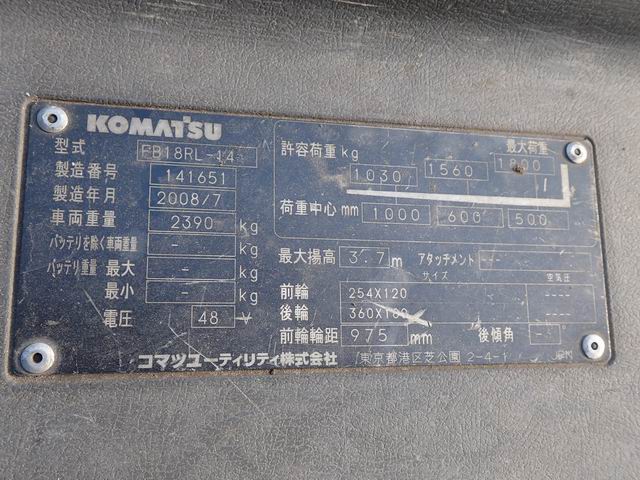 KOMATSU
型式 FB18RL-14
製造番号 141651
製造年月 2008/7
車両重量 2390 kg
バッテリを除く車両重量 - kg
バッテリ重量 最大 - kg
最小 - kg
電圧 48 V
コマツユーティリティ株式会社
最大荷重
許容荷重 kg 1030 1560 1800
荷重中心 mm 1000 600 500
最大揚高 3.7 m アタッチメント ---
サイズ 空気圧
前輪 254X120 ----
後輪 360X180 ----
前輪輪距 975 mm 後傾角 --
東京都港区芝公園 2-4-1